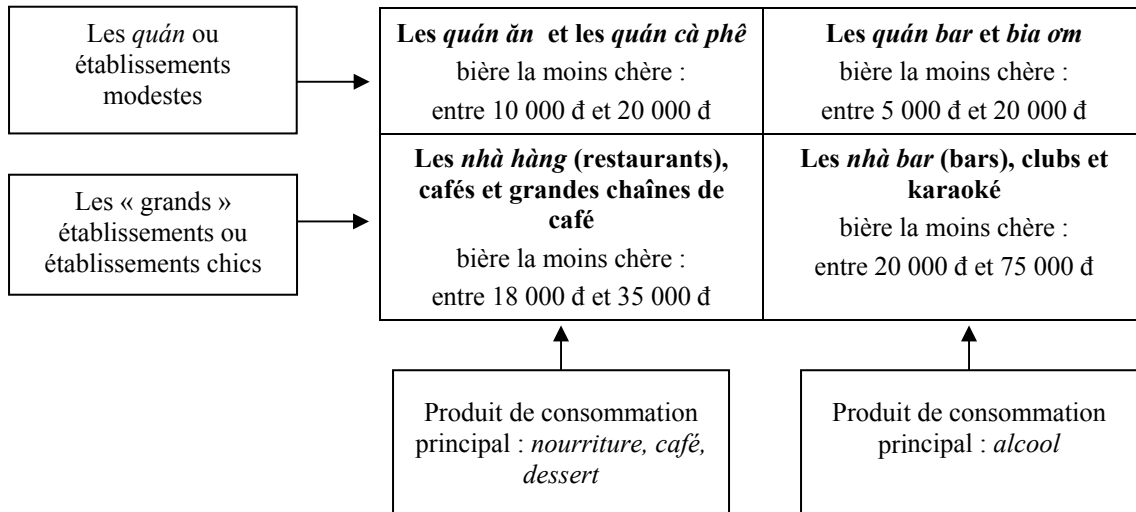 Les quán ou
établissements
modestes
Les quán ăn et les quán cà phê
bière la moins chère :
entre 10 000 đ et 20 000 đ
Les quán bar et bia ơm
bière la moins chère :
entre 5 000 đ et 20 000 đ
Les « grands »
établissements ou
établissements chics
Les nhà hàng (restaurants),
cafés et grandes chaînes de
café
bière la moins chère :
entre 18 000 đ et 35 000 đ
Les nhà bar (bars), clubs et
karaoké
bière la moins chère :
entre 20 000 đ et 75 000 đ
Produit de consommation
principal : nourriture, café,
dessert
Produit de consommation
principal : alcool